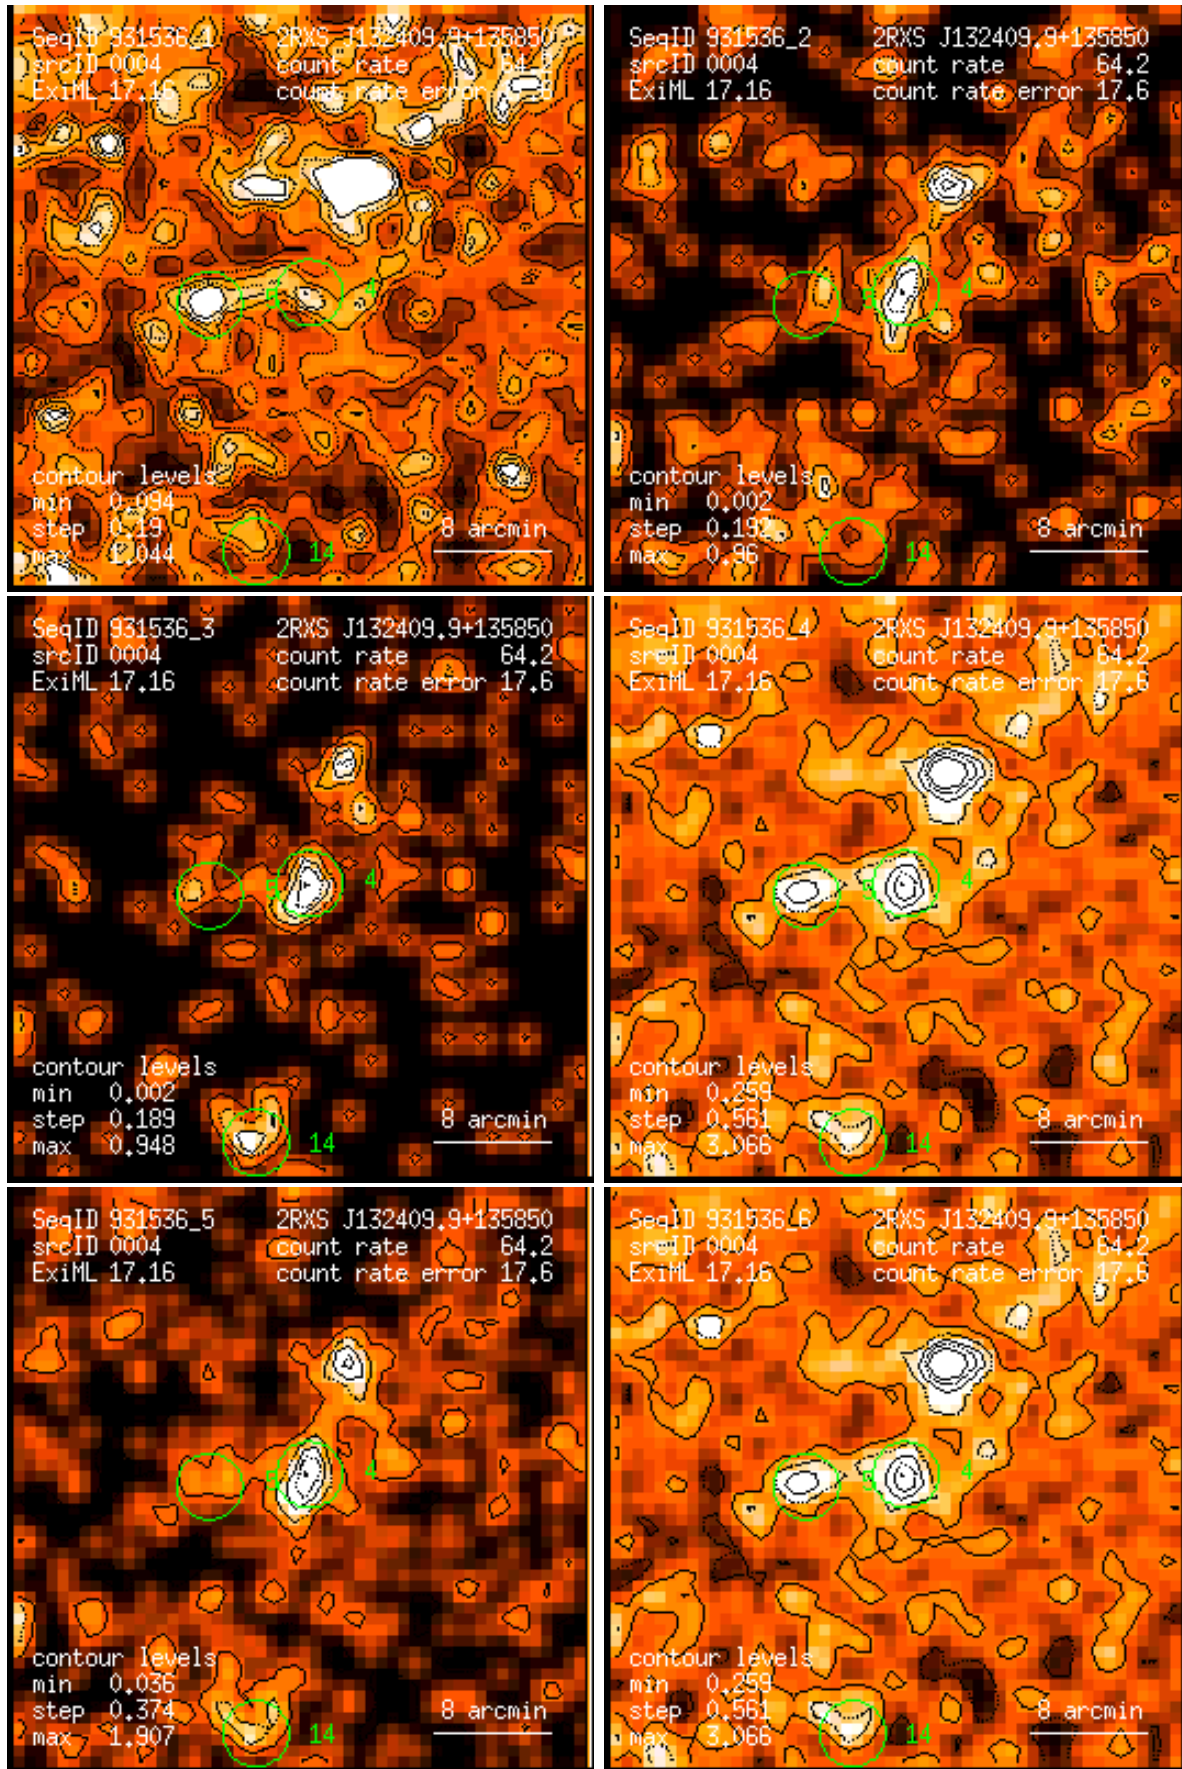 SeqID 931536_1 2RXS J132409.9+135850
srcID 0004 count rate 64.2
ExiML 17.16 count rate error 17.6
5 4
contour levels
min 0.094
step 0.19 8 arcmin
max 1.044 14
SeqID 931536_2 2RXS J132409.9+135850
srcID 0004 count rate 64.2
ExiML 17.16 count rate error 17.6
5 4
contour levels
min 0.002
step 0.192 8 arcmin
max 0.96 14
SeqID 931536_3 2RXS J132409.9+135850
srcID 0004 count rate 64.2
ExiML 17.16 count rate error 17.6
5 4
contour levels
min 0.002
step 0.189 8 arcmin
max 0.948 14
SeqID 931536_4 2RXS J132409.9+135850
srcID 0004 count rate 64.2
ExiML 17.16 count rate error 17.6
5 4
contour levels
min 0.259
step 0.561 8 arcmin
max 3.066 14
SeqID 931536_5 2RXS J132409.9+135850
srcID 0004 count rate 64.2
ExiML 17.16 count rate error 17.6
5 4
contour levels
min 0.036
step 0.374 8 arcmin
max 1.907 14
SeqID 931536_6 2RXS J132409.9+135850
srcID 0004 count rate 64.2
ExiML 17.16 count rate error 17.6
5 4
contour levels
min 0.259
step 0.561 8 arcmin
max 3.066 14